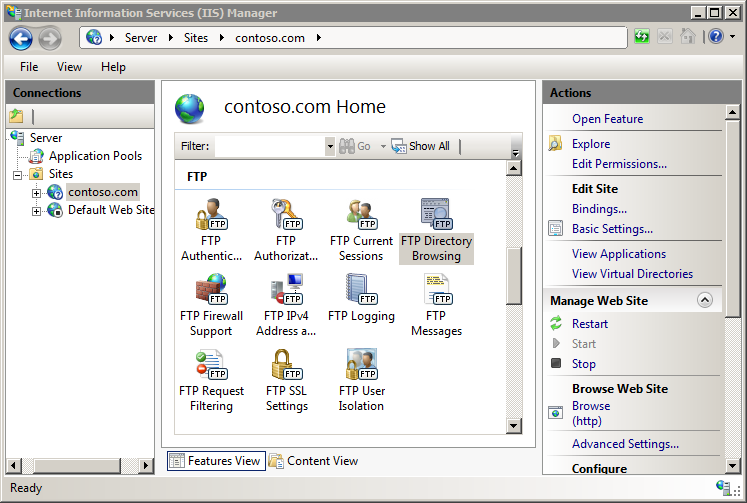 Internet Information Services (IIS) Manager
Server Sites contoso.com
File View Help
Connections
Server
Application Pools
Sites
contoso.com
Default Web Site
contoso.com Home
Filter: Go Show All
FTP
FTP Authentic...
FTP Authorizat...
FTP Current Sessions
FTP Directory Browsing
FTP Firewall Support
FTP IPv4 Address a...
FTP Logging
FTP Messages
FTP Request Filtering
FTP SSL Settings
FTP User Isolation
Features View Content View
Actions
Open Feature
Explore
Edit Permissions...
Edit Site
Bindings...
Basic Settings...
View Applications
View Virtual Directories
Manage Web Site
Restart
Start
Stop
Browse Web Site
Browse
(http)
Advanced Settings...
Configure
Ready